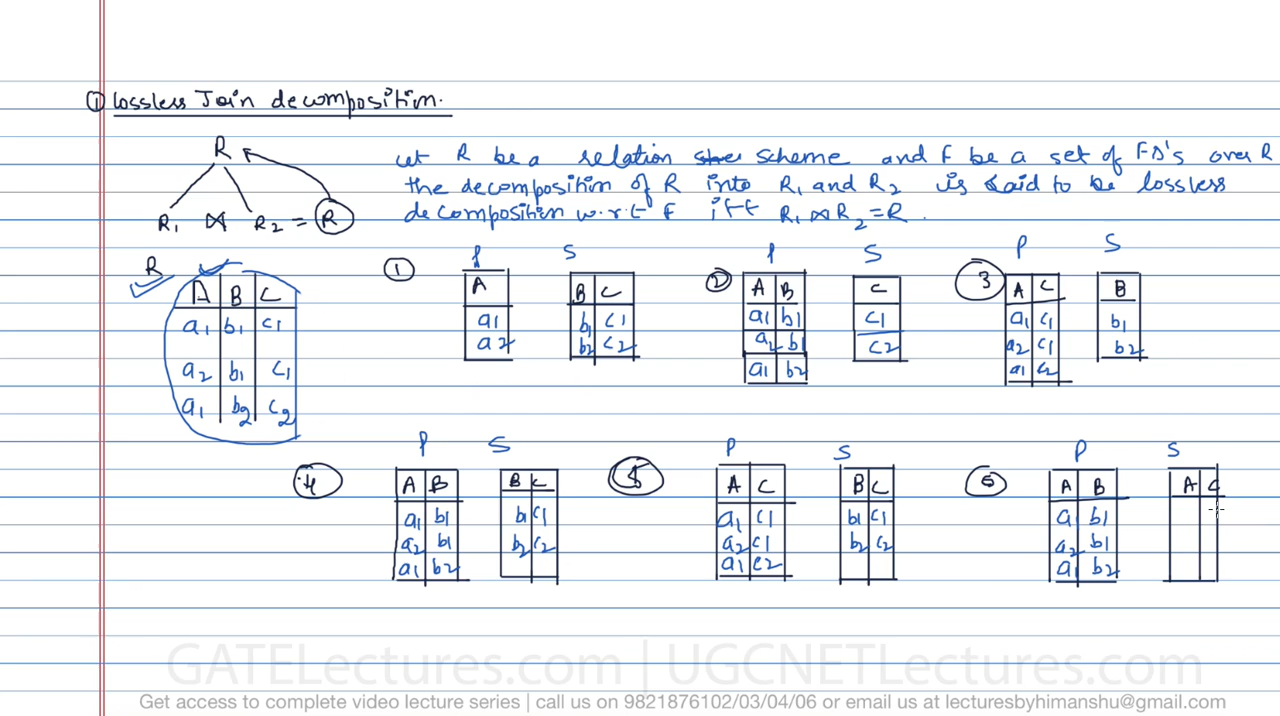 ① Lossless Join decomposition.
R
R₁ ⋈ R₂ = R
Let R be a relation scheme and F be a set of FD's over R
the decomposition of R into R₁ and R₂ is said to be lossless
decomposition w.r.t F iff R₁ ⋈ R₂ = R.
R
A B C
a₁ b₁ c₁
a₂ b₁ c₁
a₁ b₂ c₂
① P S
A
a1
a2
B C
b₁ c1
b₂ c2
② P S
A B
a1 b1
a₂ b1
a1 b2
C
c1
c2
③ P S
A C
a₁ c₁
a2 c1
a1 c2
B
b1
b2
④ P S
A B
a₁ b1
a2 b1
a1 b2
B C
b1 c1
b₂ c2
⑤ P S
A C
a₁ c1
a2 c1
a1 c2
B C
b1 c1
b2 c2
⑥ P S
A B
a b1
a2 b1
a1 b2
A C
GATELectures.com | UGCNETLectures.com
Get access to complete video lecture series | call us on 9821876102/03/04/06 or email us at lecturesbyhimanshu@gmail.com